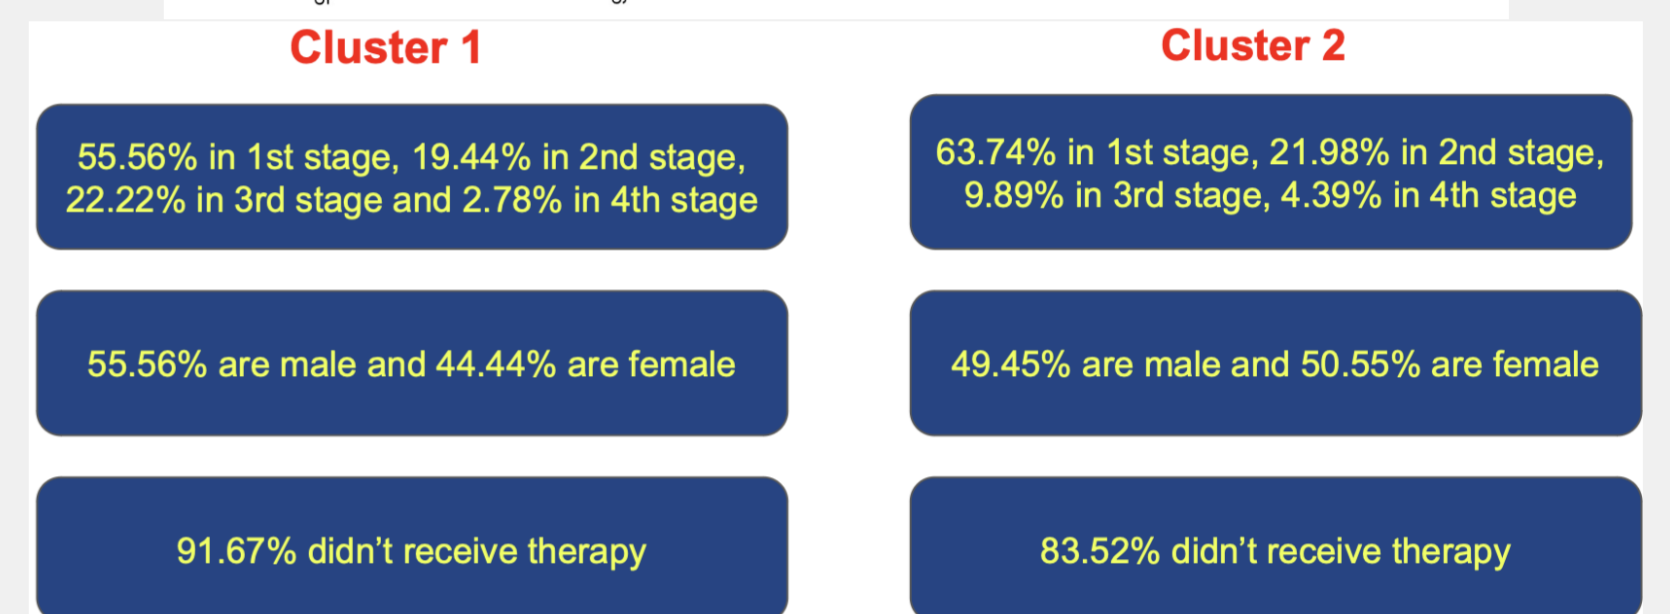 Cluster 1
Cluster 2
55.56% in 1st stage, 19.44% in 2nd stage,
22.22% in 3rd stage and 2.78% in 4th stage
63.74% in 1st stage, 21.98% in 2nd stage,
9.89% in 3rd stage, 4.39% in 4th stage
55.56% are male and 44.44% are female
49.45% are male and 50.55% are female
91.67% didn’t receive therapy
83.52% didn’t receive therapy